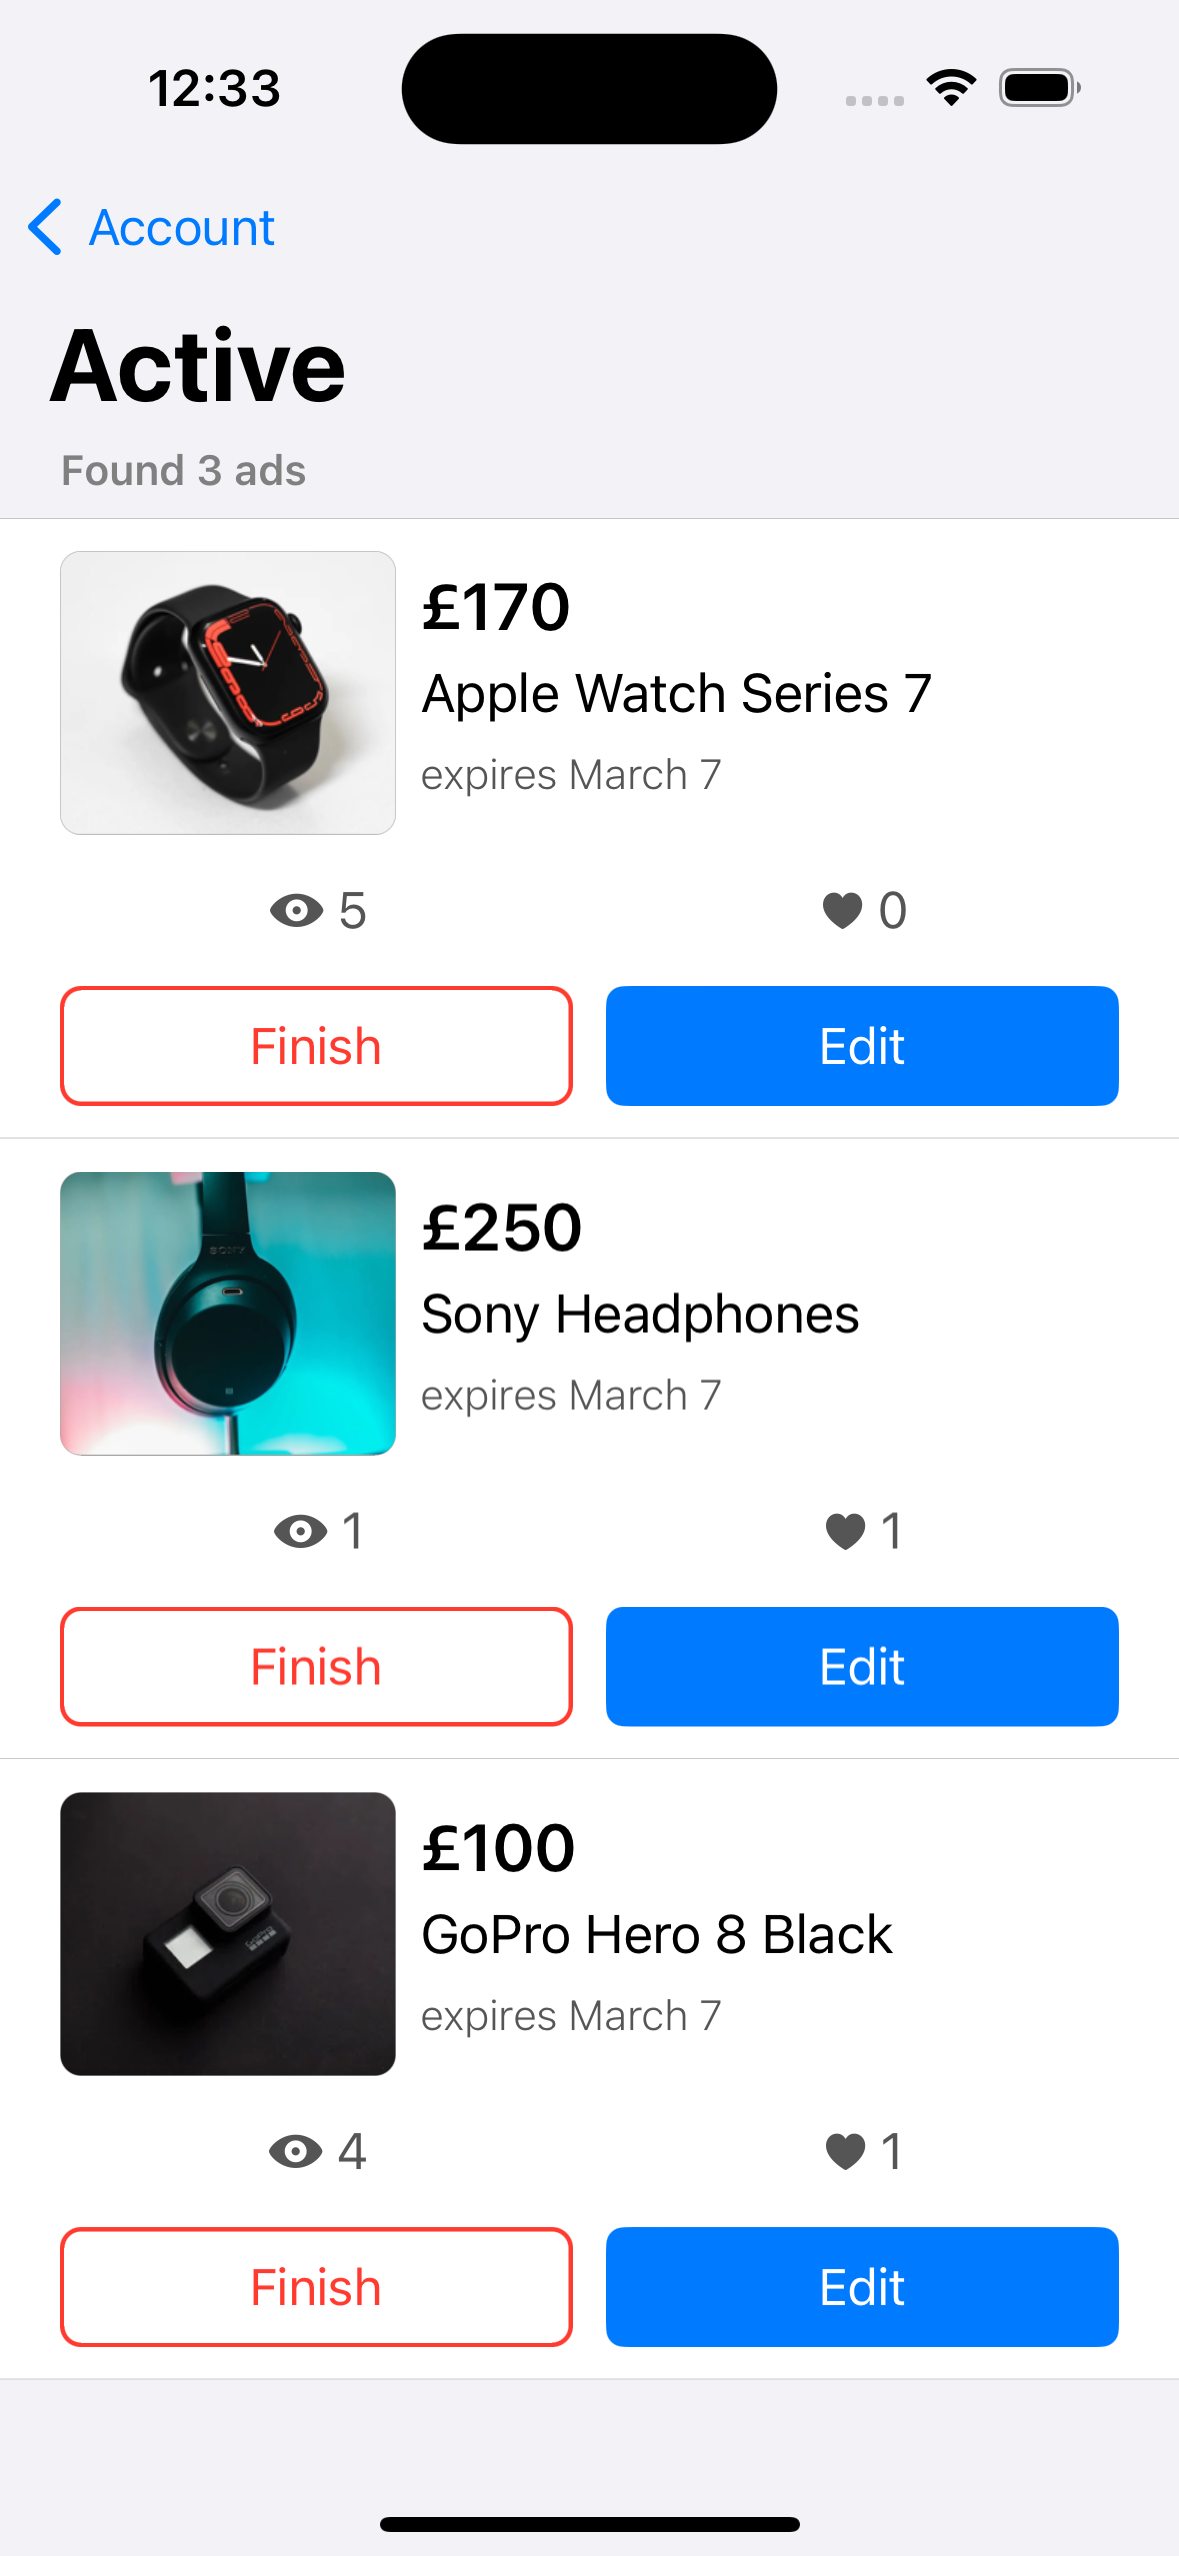 12:33
Account
Active
Found 3 ads
£170
Apple Watch Series 7
expires March 7
5
0
Finish
Edit
SONY
£250
Sony Headphones
expires March 7
1
1
Finish
Edit
£100
GoPro Hero 8 Black
expires March 7
4
1
Finish
Edit